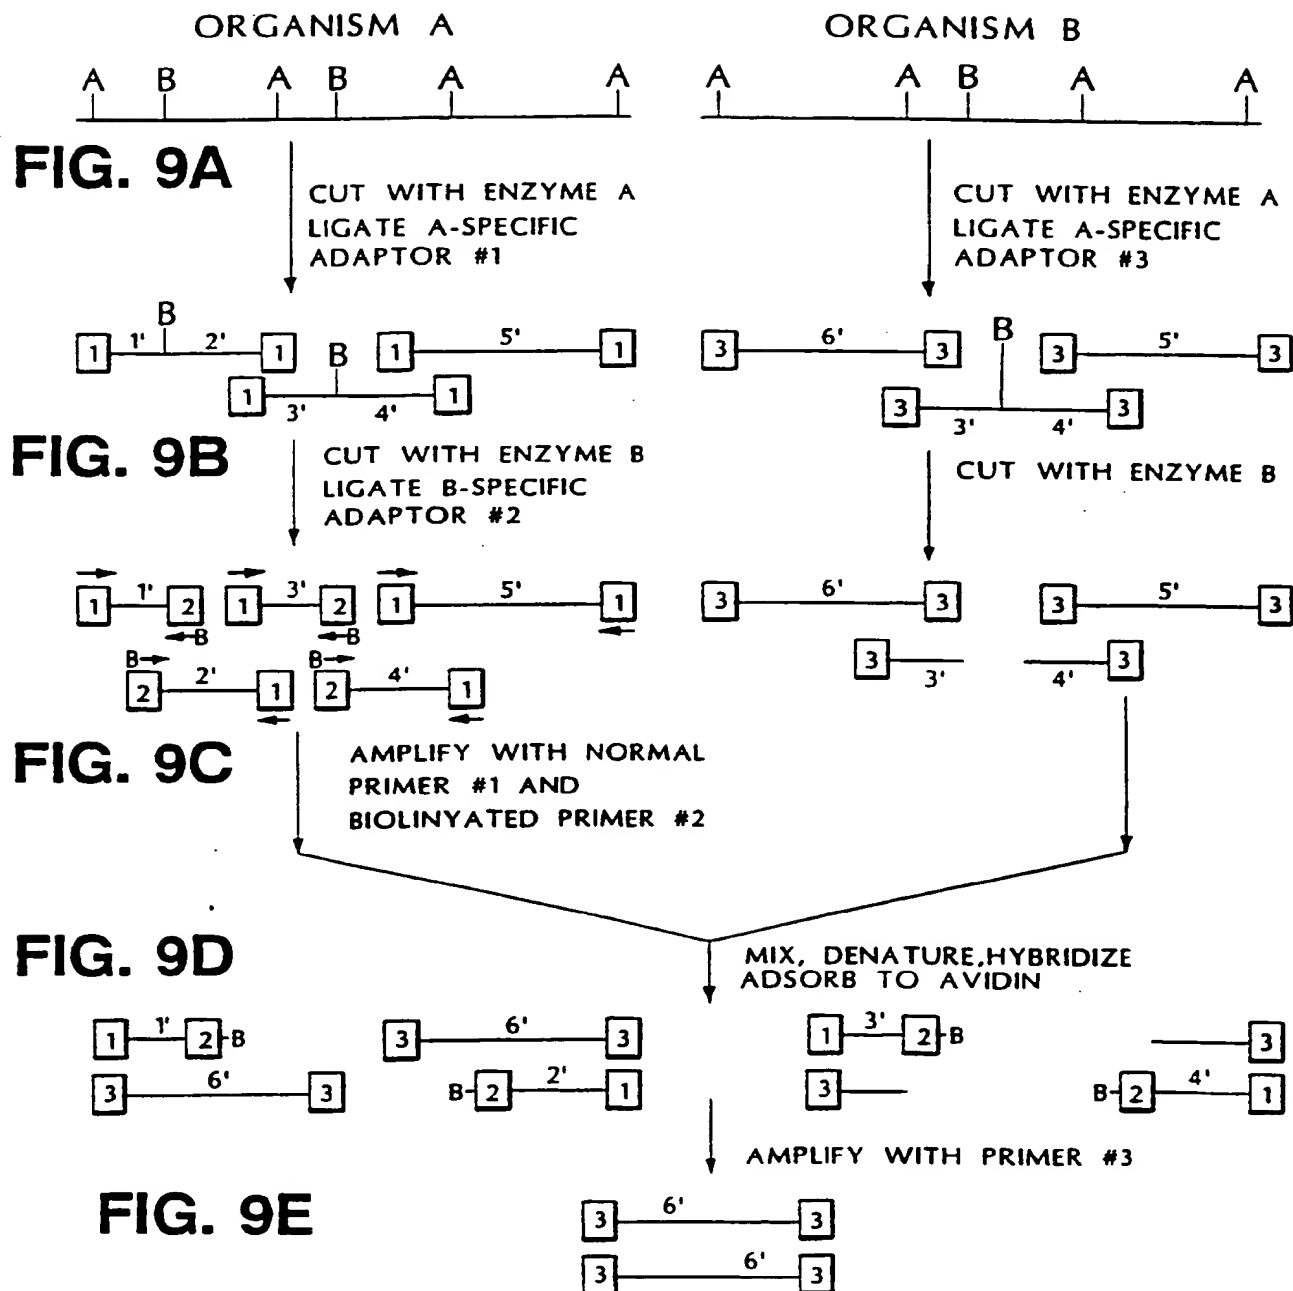 ORGANISM A ORGANISM B
A B A B A A A A B A A
FIG. 9A
CUT WITH ENZYME A
LIGATE A-SPECIFIC
ADAPTOR #1
CUT WITH ENZYME A
LIGATE A-SPECIFIC
ADAPTOR #3
B
1 1' 2' 1 1 5' 1
B
1 3' 4' 1
3 6' 3 B 3 5' 3
3 3' 4' 3
FIG. 9B
CUT WITH ENZYME B
LIGATE B-SPECIFIC
ADAPTOR #2
CUT WITH ENZYME B
1 1' 2 1 3' 2 1 5' 1
B B
B B
2 2' 1 2 4' 1
3 6' 3 3 5' 3
3 3' 4' 3
FIG. 9C
AMPLIFY WITH NORMAL
PRIMER #1 AND
BIOLINYATED PRIMER #2
FIG. 9D
MIX, DENATURE,HYBRIDIZE
ADSORB TO AVIDIN
1 1' 2 B 3 6' 3 1 3' 2 B 3
3 6' 3 B 2 2' 1 3 B 2 4' 1
AMPLIFY WITH PRIMER #3
FIG. 9E
3 6' 3
3 6' 3